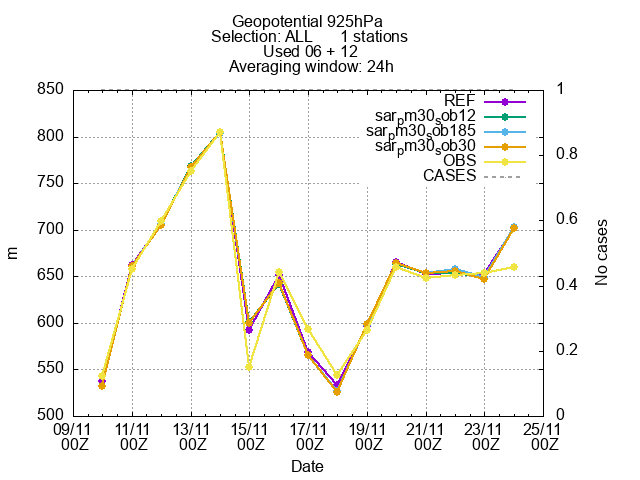 Geopotential 925hPa
Selection: ALL 1 stations
Used 06 + 12
Averaging window: 24h
850
800
750
700
650
600
550
500
m
1
0.8
0.6
0.4
0.2
0
No cases
REF
sarpm30sob12
sarpm30sob185
sarpm30sob30
OBS
CASES
09/11 11/11 13/11 15/11 17/11 19/11 21/11 23/11 25/11
00Z 00Z 00Z 00Z 00Z 00Z 00Z 00Z 00Z
Date